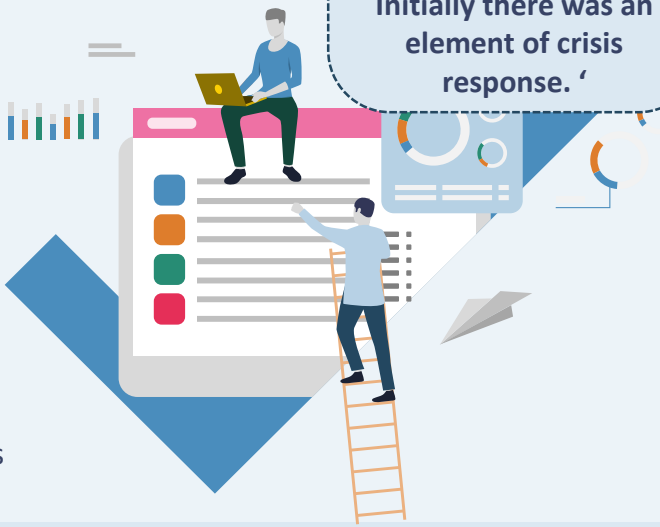 Initially there was an
element of crisis
response. ‘
s